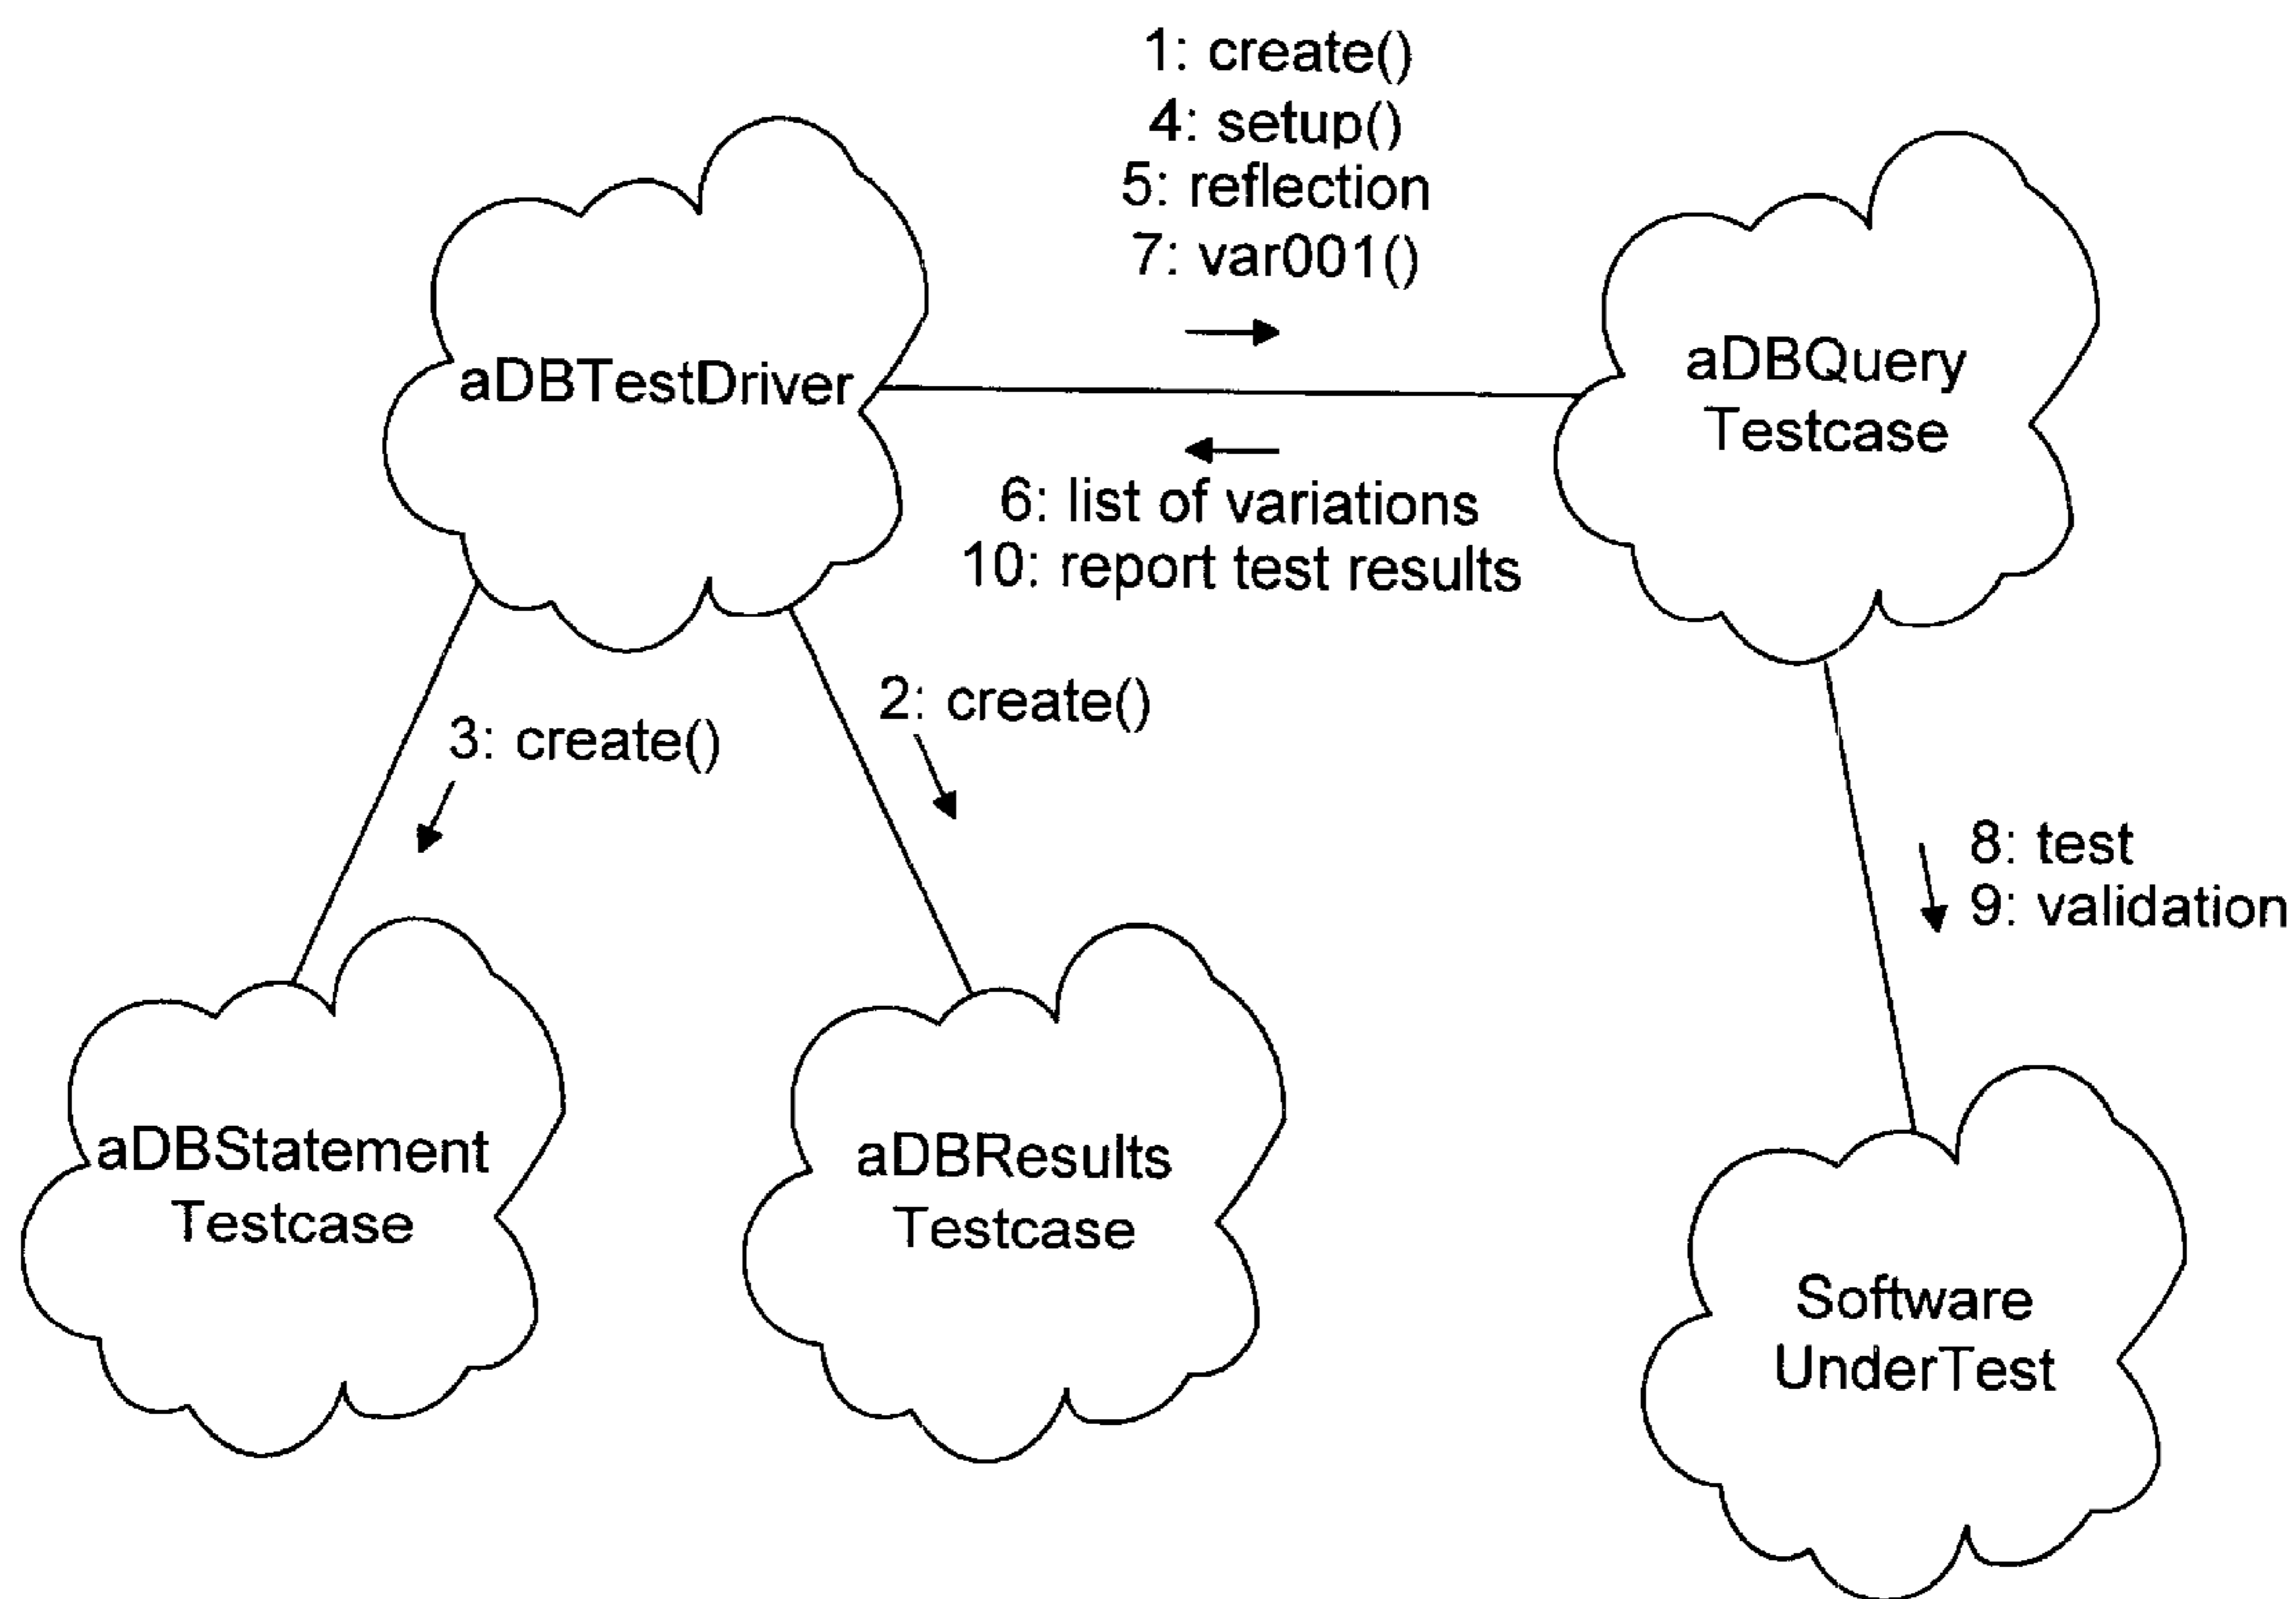 1: create()
4: setup()
5: reflection
7: var001()
aDBTestDriver
aDBQuery
Testcase
6: list of variations
10: report test results
3: create()
2: create()
8: test
9: validation
aDBStatement
Testcase
aDBResults
Testcase
Software
UnderTest